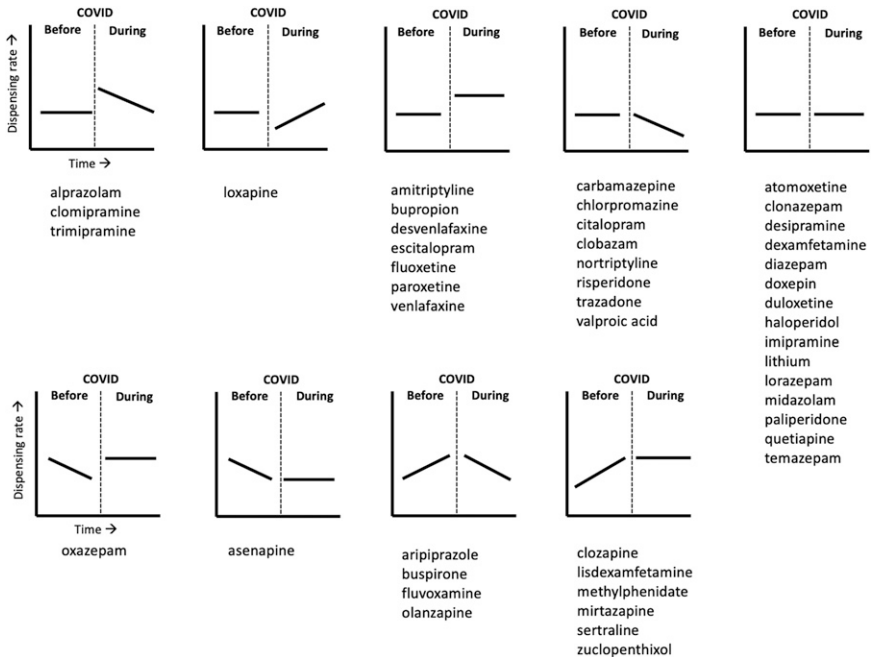 COVID
Before During
Dispensing rate →
Time →
alprazolam
clomipramine
trimipramine
COVID
Before During
loxapine
COVID
Before During
amitriptyline
bupropion
desvenlafaxine
escitalopram
fluoxetine
paroxetine
venlafaxine
COVID
Before During
carbamazepine
chlorpromazine
citalopram
clobazam
nortriptyline
risperidone
trazadone
valproic acid
COVID
Before During
atomoxetine
clonazepam
desipramine
dexamfetamine
diazepam
doxepin
duloxetine
haloperidol
imipramine
lithium
lorazepam
midazolam
paliperidone
quetiapine
temazepam
COVID
Before During
Dispensing rate →
Time →
oxazepam
COVID
Before During
asenapine
COVID
Before During
aripiprazole
buspirone
fluvoxamine
olanzapine
COVID
Before During
clozapine
lisdexamfetamine
methylphenidate
mirtazapine
sertraline
zuclopenthixol